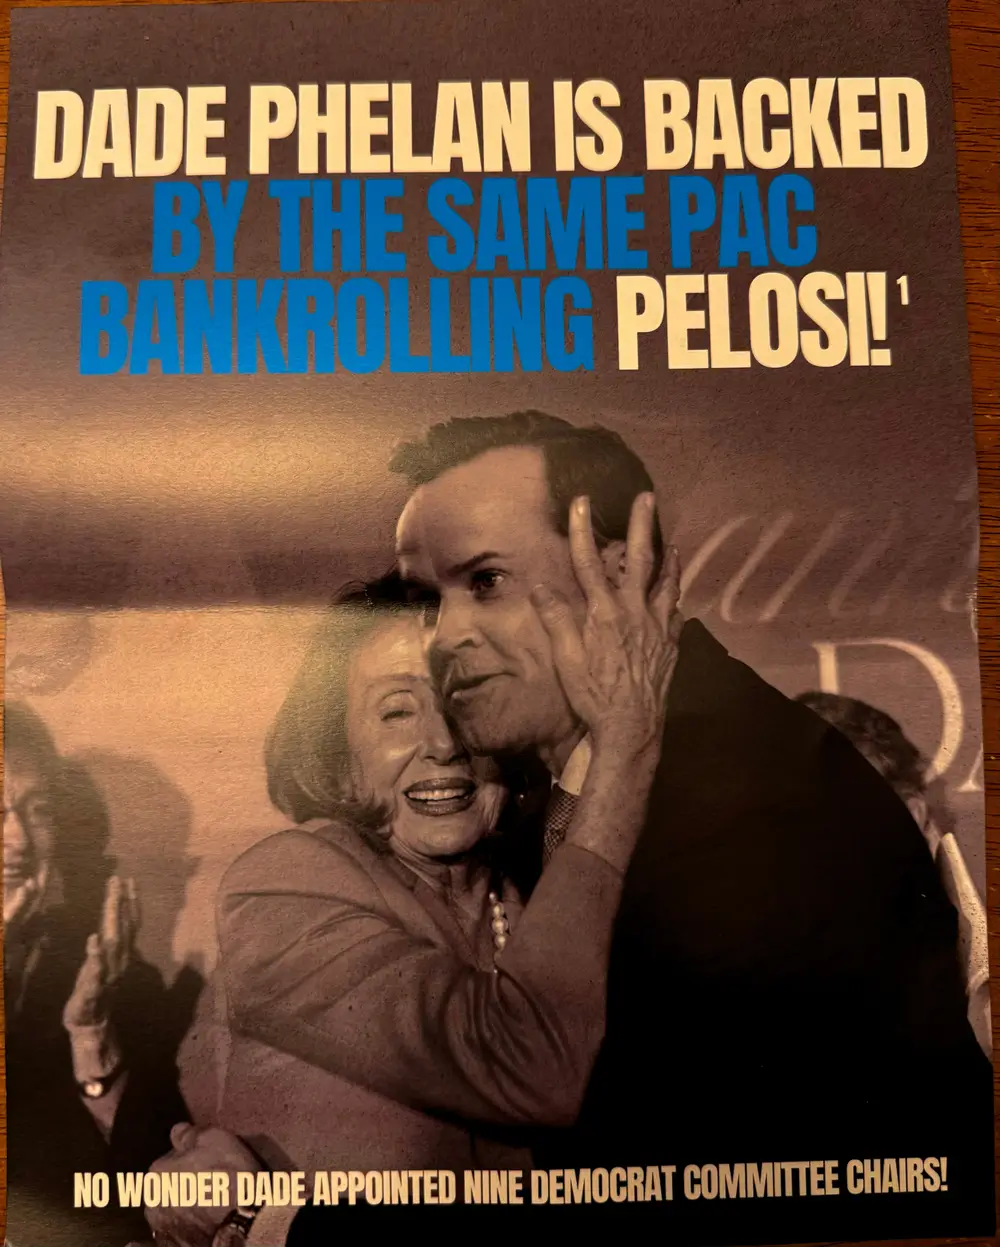 DADE PHELAN IS BACKED
BY THE SAME PAC
BANKROLLING PELOSI!¹
NO WONDER DADE APPOINTED NINE DEMOCRAT COMMITTEE CHAIRS!